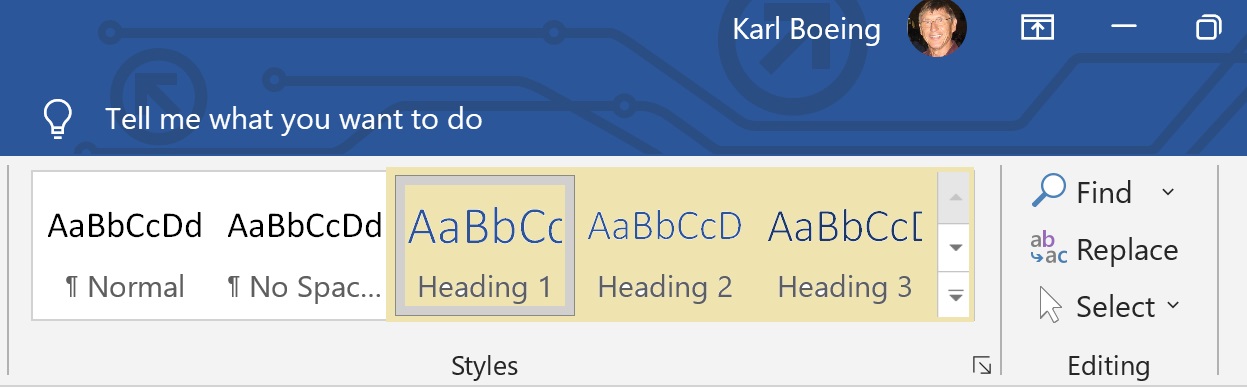 Karl Boeing
Tell me what you want to do
AaBbCcDd AaBbCcDd AaBbCc AaBbCcD AaBbCcD
¶ Normal ¶ No Spac... Heading 1 Heading 2 Heading 3
Styles
Find
ab
ac Replace
Select
Editing